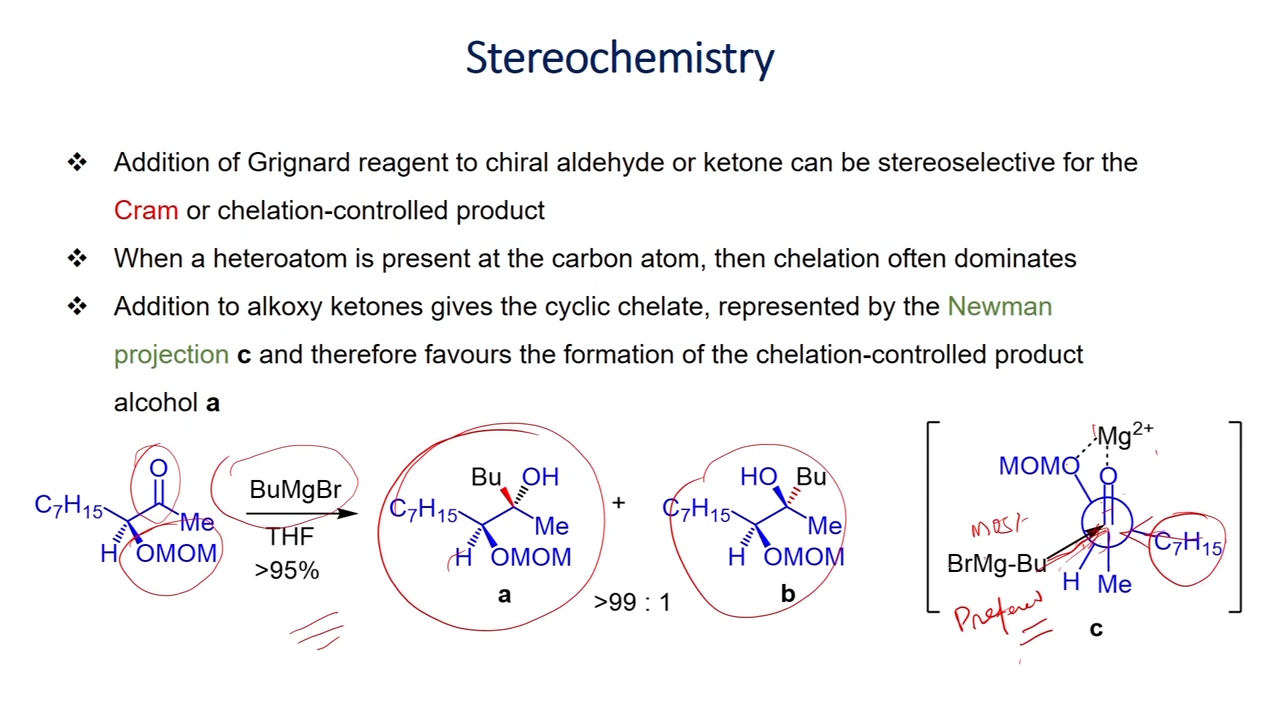 Stereochemistry
❖ Addition of Grignard reagent to chiral aldehyde or ketone can be stereoselective for the
Cram or chelation-controlled product
❖ When a heteroatom is present at the carbon atom, then chelation often dominates
❖ Addition to alkoxy ketones gives the cyclic chelate, represented by the Newman
projection c and therefore favours the formation of the chelation-controlled product
alcohol a
O
C₇H₁₅
Me
H
OMOM
BuMgBr
THF
>95%
Bu
OH
C₇H₁₅
Me
H
OMOM
a
+
>99 : 1
HO
Bu
C₇H₁₅
Me
H
OMOM
b
Mg²⁺
MOMO
O
C₇H₁₅
BrMg-Bu
H
Me
c